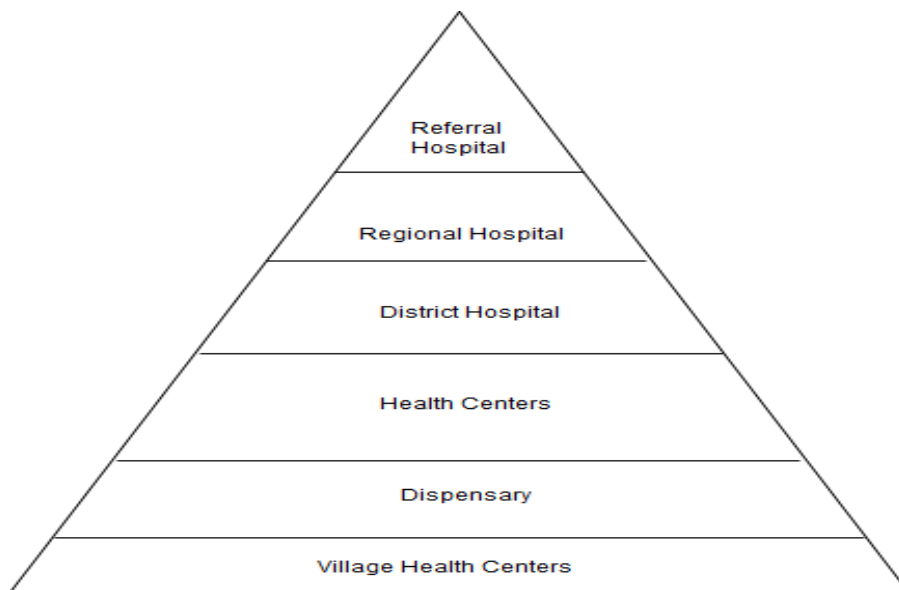 Referral
Hospital
Regional Hospital
District Hospital
Health Centers
Dispensary
Village Health Centers